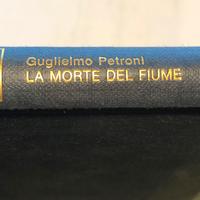 Guglielmo Petroni
LA MORTE DEL FIUME